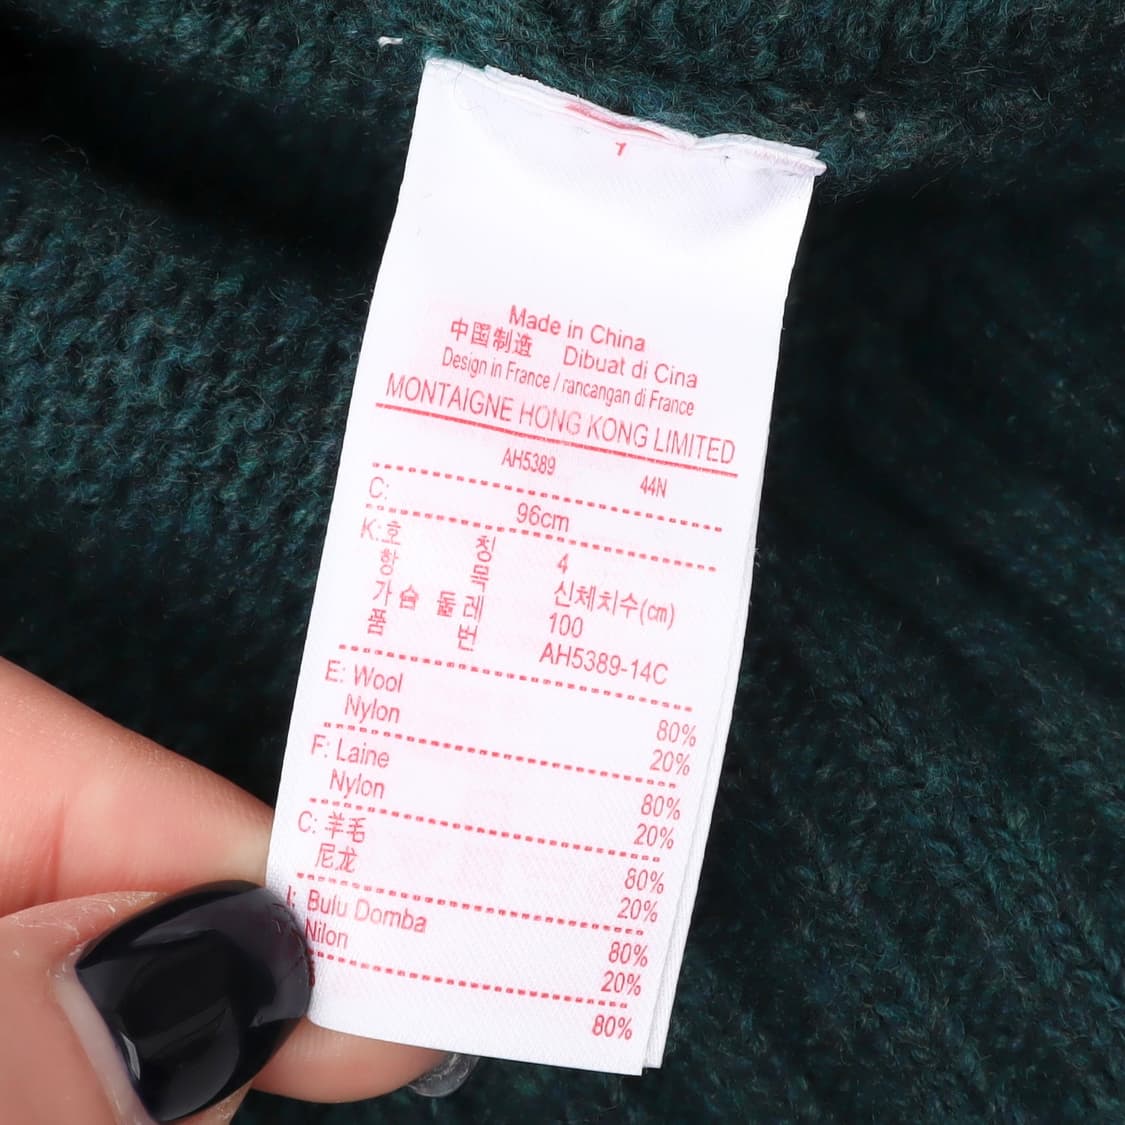 1
Made in China
中国制造 Dibuat di Cina
Design in France / rancangan di France
MONTAIGNE HONG KONG LIMITED
AH5389 44N
C: 96cm
K:호 칭 4
항 목 신체치수(㎝)
가슴 둘레 100
품 번 AH5389-14C
E: Wool 80%
Nylon 20%
F: Laine 80%
Nylon 20%
C: 羊毛 80%
尼龙 20%
I: Bulu Domba 80%
Nilon 20%
80%